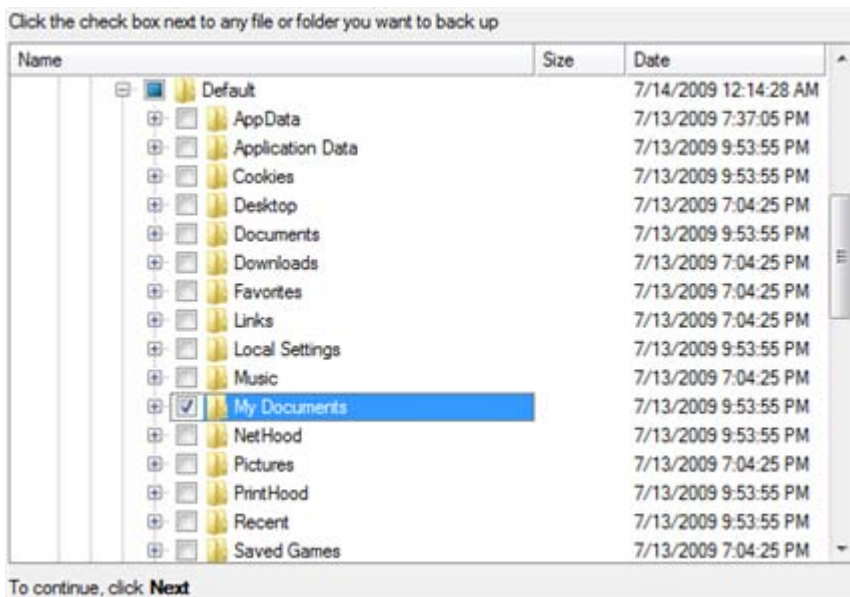 Click the check box next to any file or folder you want to back up
Name Size Date
Default 7/14/2009 12:14:28 AM
AppData 7/13/2009 7:37:05 PM
Application Data 7/13/2009 9:53:55 PM
Cookies 7/13/2009 9:53:55 PM
Desktop 7/13/2009 7:04:25 PM
Documents 7/13/2009 9:53:55 PM
Downloads 7/13/2009 7:04:25 PM
Favorites 7/13/2009 7:04:25 PM
Links 7/13/2009 7:04:25 PM
Local Settings 7/13/2009 9:53:55 PM
Music 7/13/2009 7:04:25 PM
My Documents 7/13/2009 9:53:55 PM
NetHood 7/13/2009 9:53:55 PM
Pictures 7/13/2009 7:04:25 PM
PrintHood 7/13/2009 9:53:55 PM
Recent 7/13/2009 9:53:55 PM
Saved Games 7/13/2009 7:04:25 PM
To continue, click Next